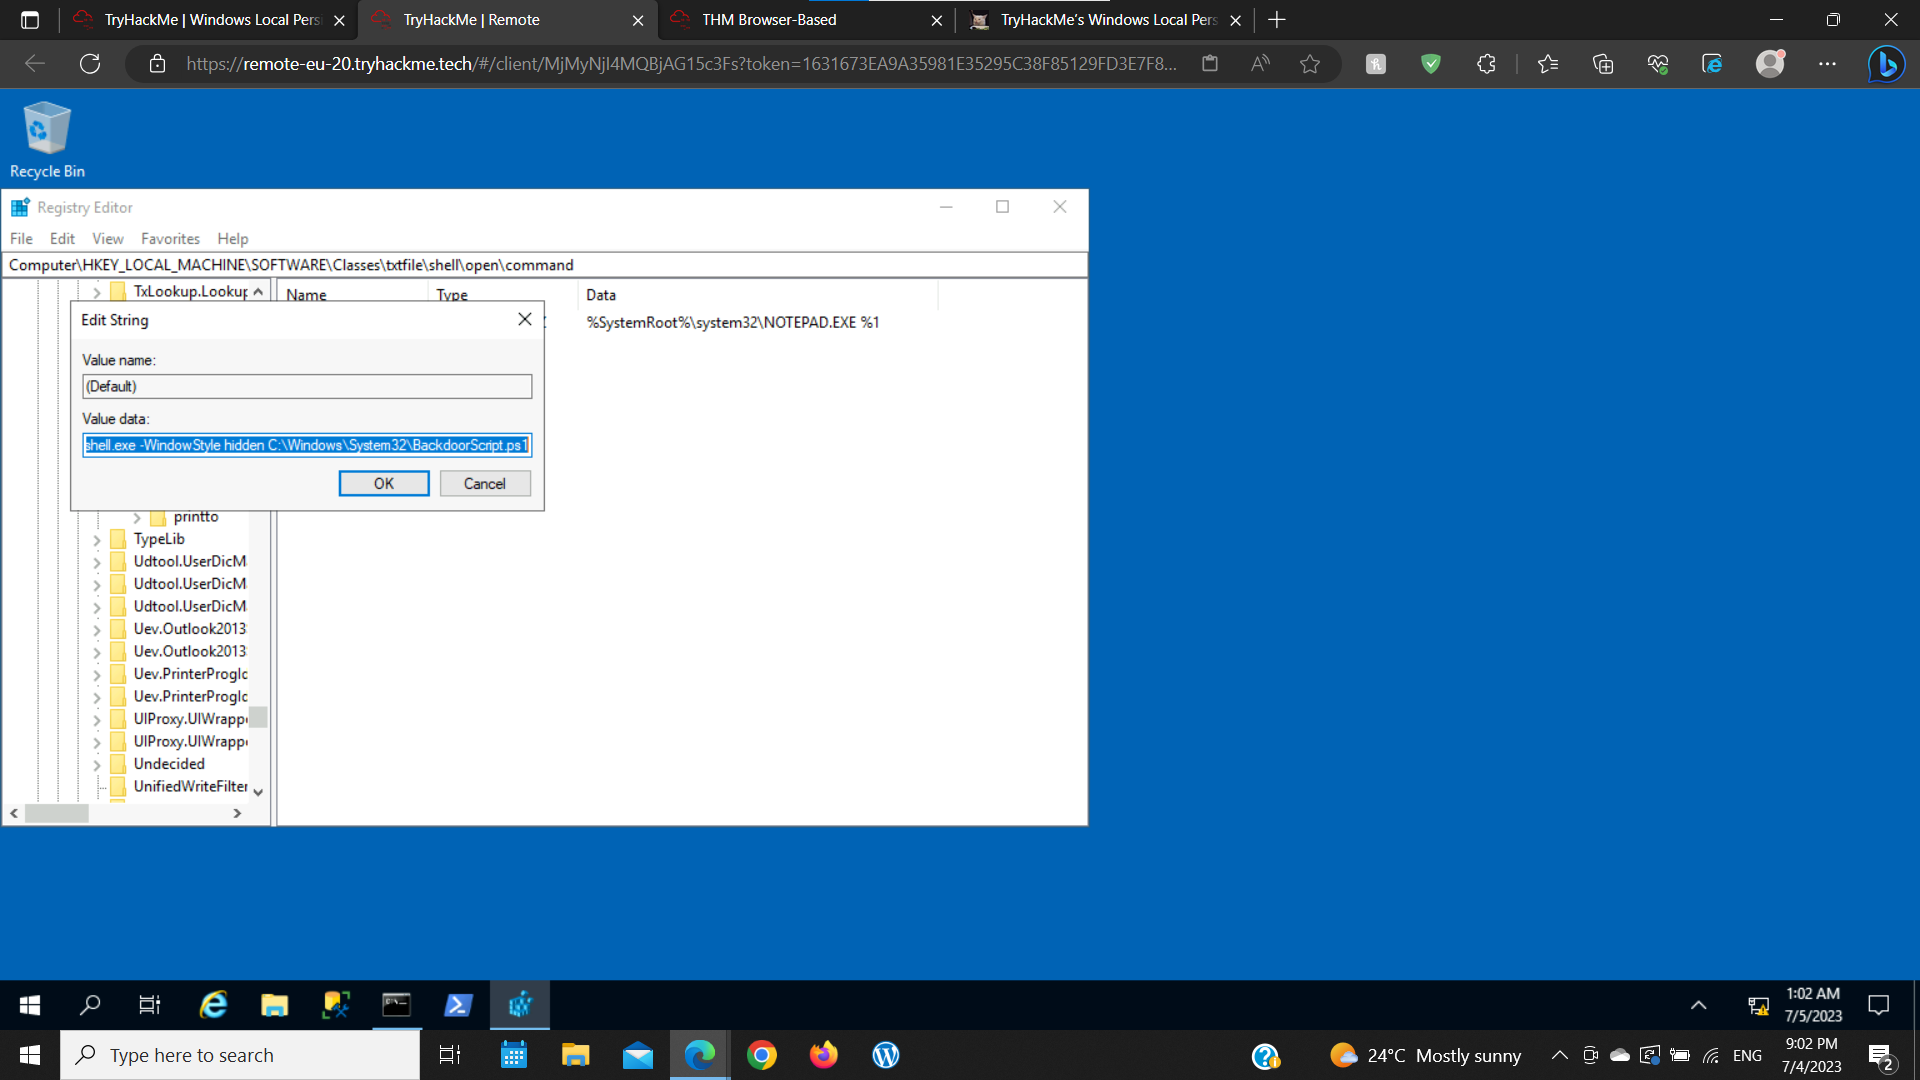 TryHackMe | Windows Local Pers
TryHackMe | Remote
THM Browser-Based
TryHackMe's Windows Local Pers
https://remote-eu-20.tryhackme.tech/#/client/MjMyNjI4MQBjAG15c3Fs?token=1631673EA9A35981E35295C38F85129FD3E7F8...
Recycle Bin
Registry Editor
File Edit View Favorites Help
Computer\HKEY_LOCAL_MACHINE\SOFTWARE\Classes\txtfile\shell\open\command
TxLookup.Lookup
Name Type Data
%SystemRoot%\system32\NOTEPAD.EXE %1
Edit String
Value name:
(Default)
Value data:
shell.exe -WindowStyle hidden C:\Windows\System32\BackdoorScript.ps1
OK Cancel
printto
TypeLib
Udtool.UserDicMa
Udtool.UserDicMa
Udtool.UserDicMa
Uev.Outlook2013
Uev.Outlook2013
Uev.PrinterProgIc
Uev.PrinterProgIc
UIProxy.UIWrapp
UIProxy.UIWrapp
Undecided
UnifiedWriteFilter
1:02 AM
7/5/2023
Type here to search
24°C Mostly sunny
ENG
9:02 PM
7/4/2023
2